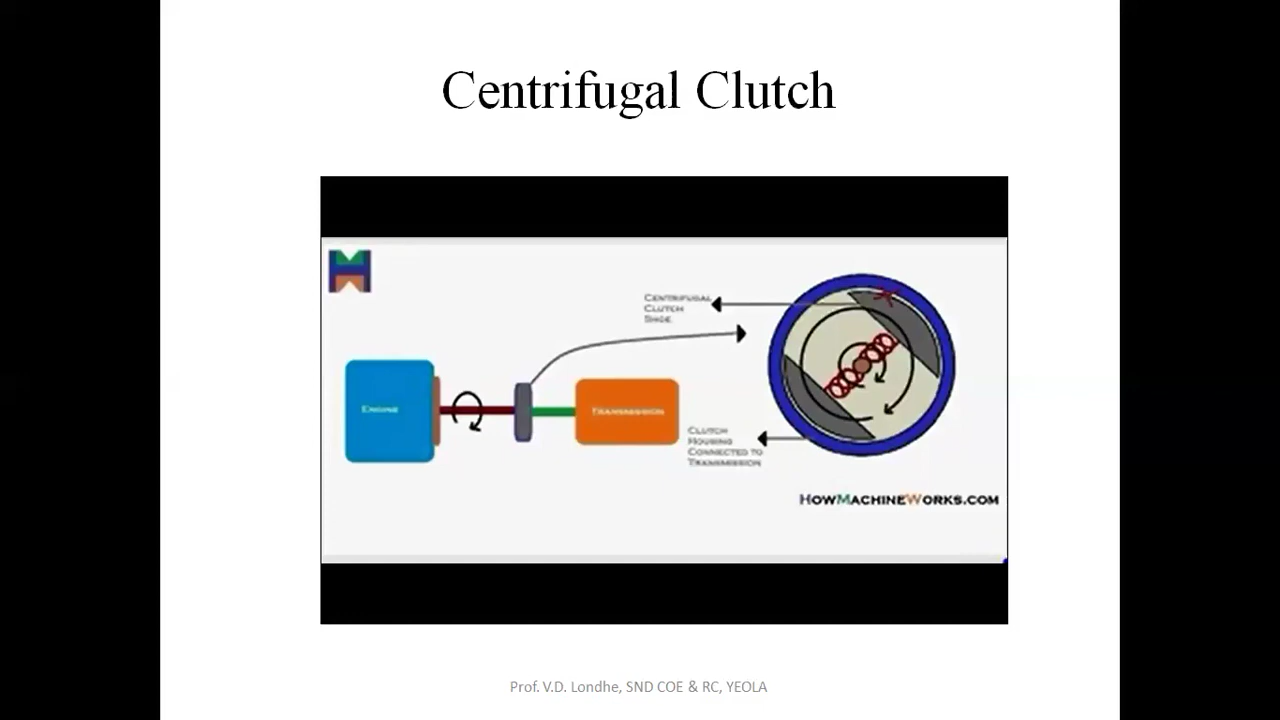 Centrifugal Clutch
Centrifugal
Clutch
Shoe
Engine
Transmission
Clutch
Housing
Connected to
Transmission
HowMachineWorks.com
Prof. V.D. Londhe, SND COE & RC, YEOLA